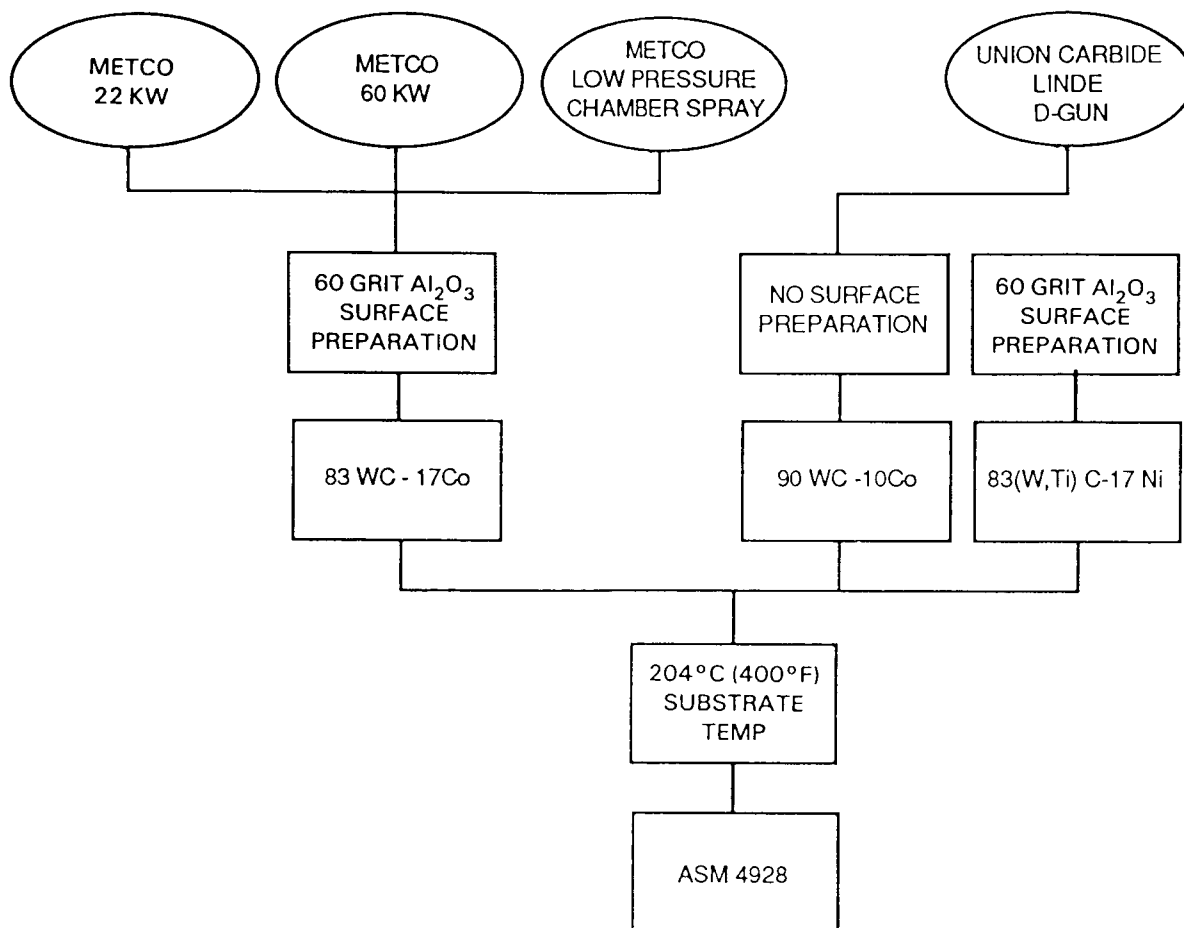 METCO
22 KW
METCO
60 KW
METCO
LOW PRESSURE
CHAMBER SPRAY
UNION CARBIDE
LINDE
D-GUN
60 GRIT Al₂O₃
SURFACE
PREPARATION
NO SURFACE
PREPARATION
60 GRIT Al₂O₃
SURFACE
PREPARATION
83 WC - 17Co
90 WC -10Co
83(W,Ti) C-17 Ni
204°C (400°F)
SUBSTRATE
TEMP
ASM 4928